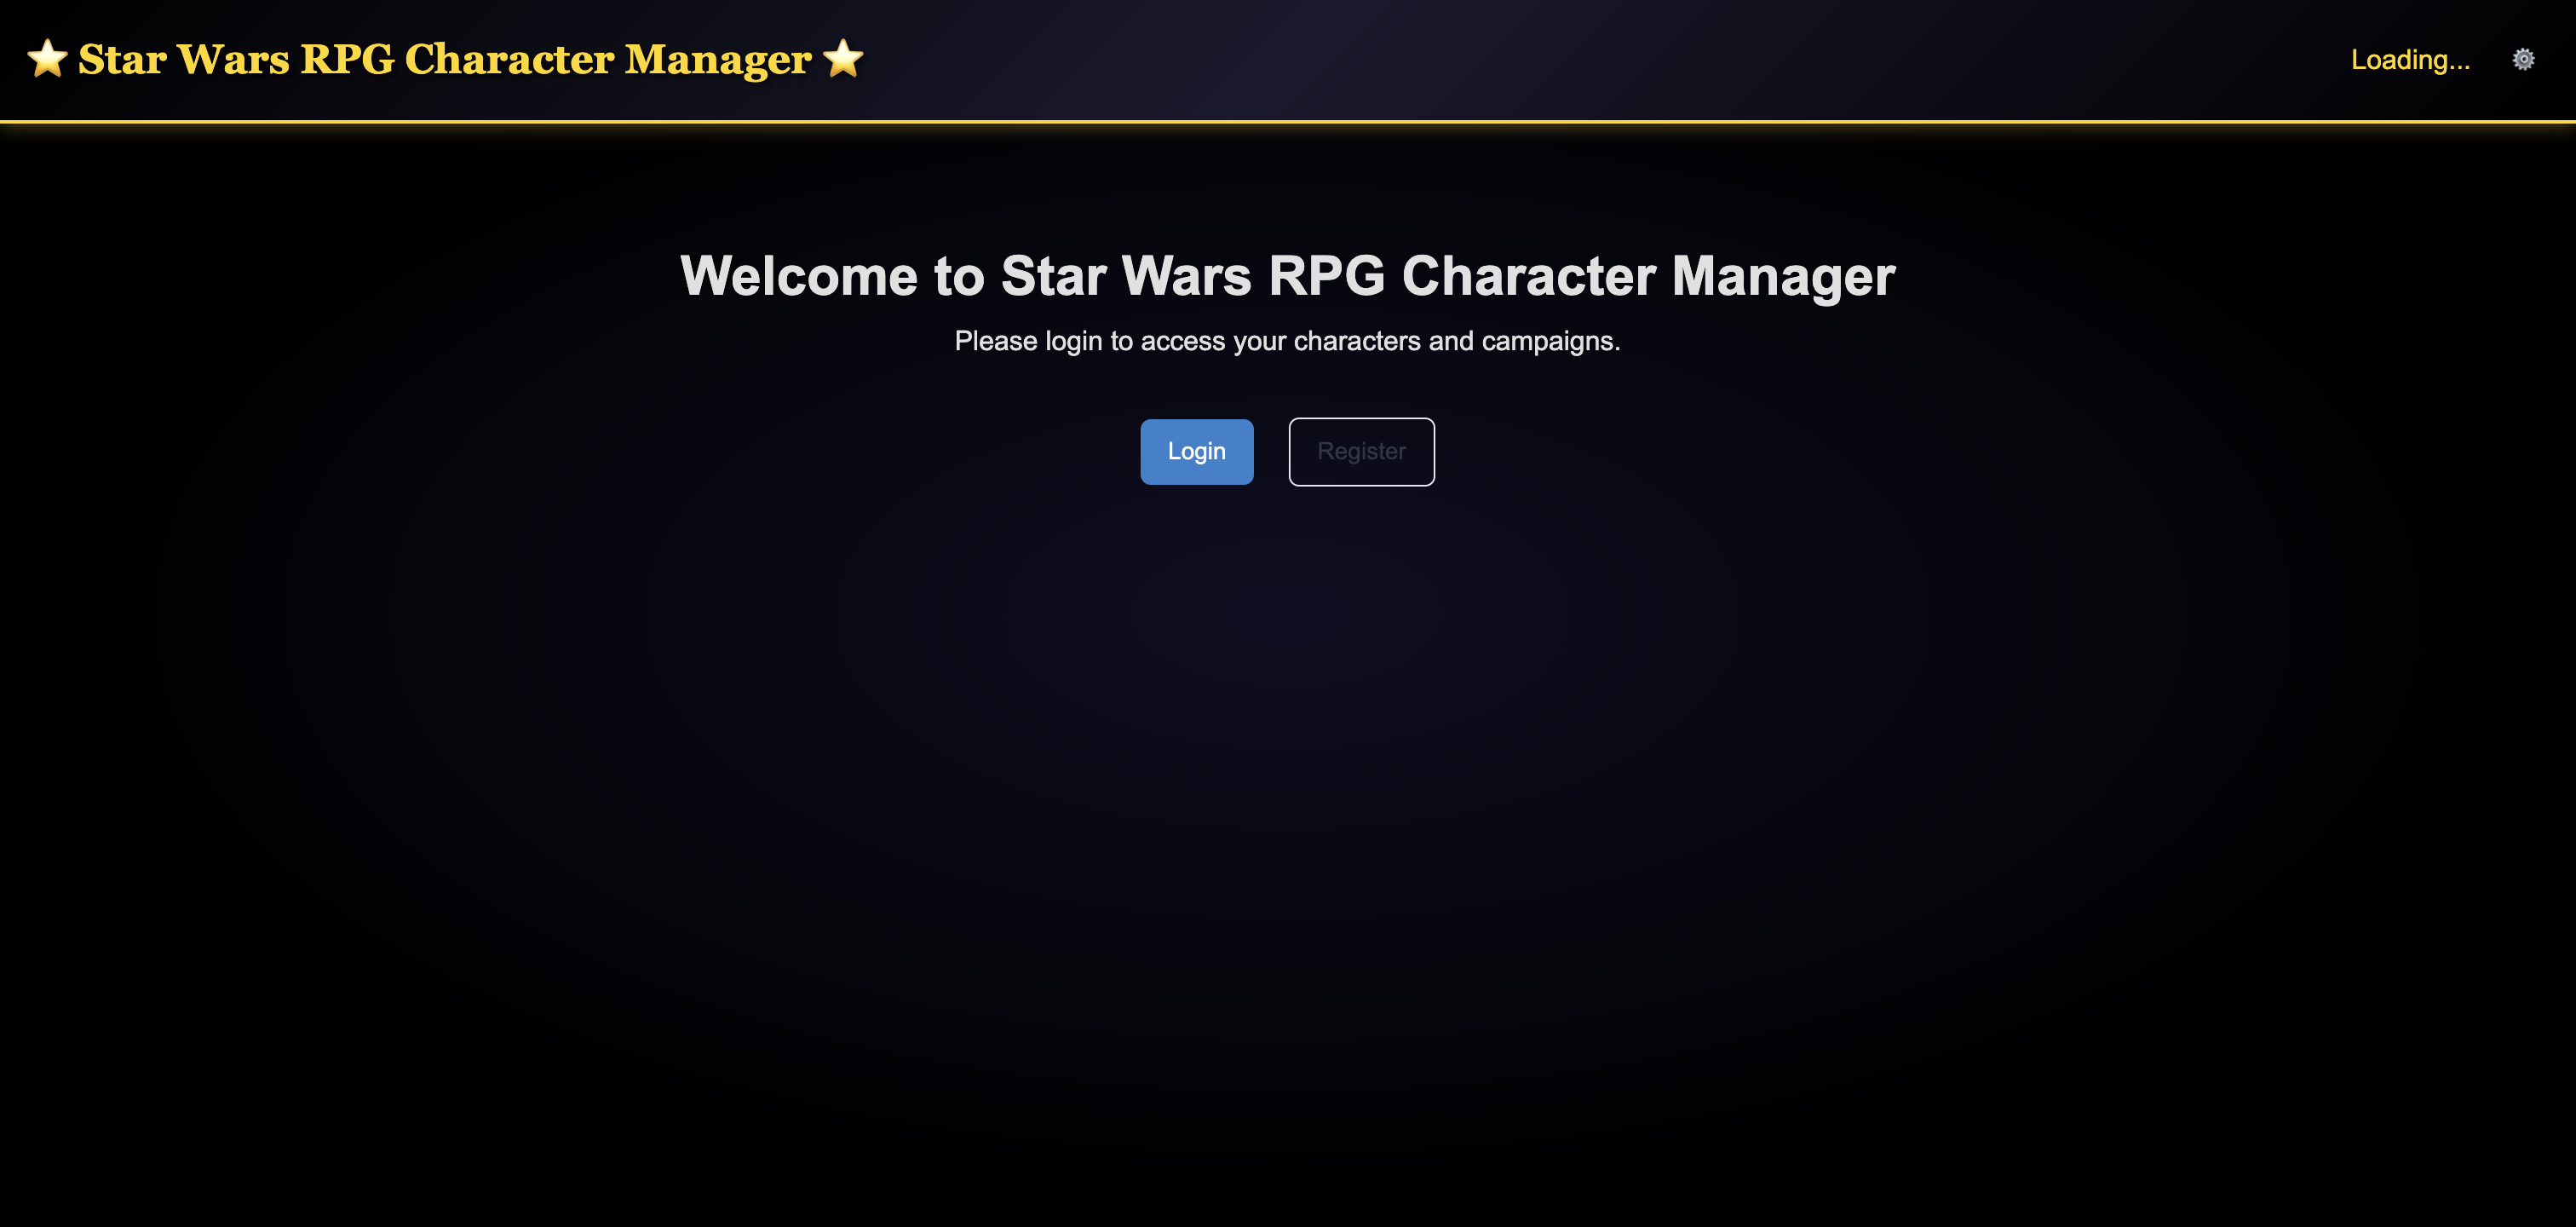 ⭐ Star Wars RPG Character Manager ⭐
Loading... ⚙️
Welcome to Star Wars RPG Character Manager
Please login to access your characters and campaigns.
Login
Register